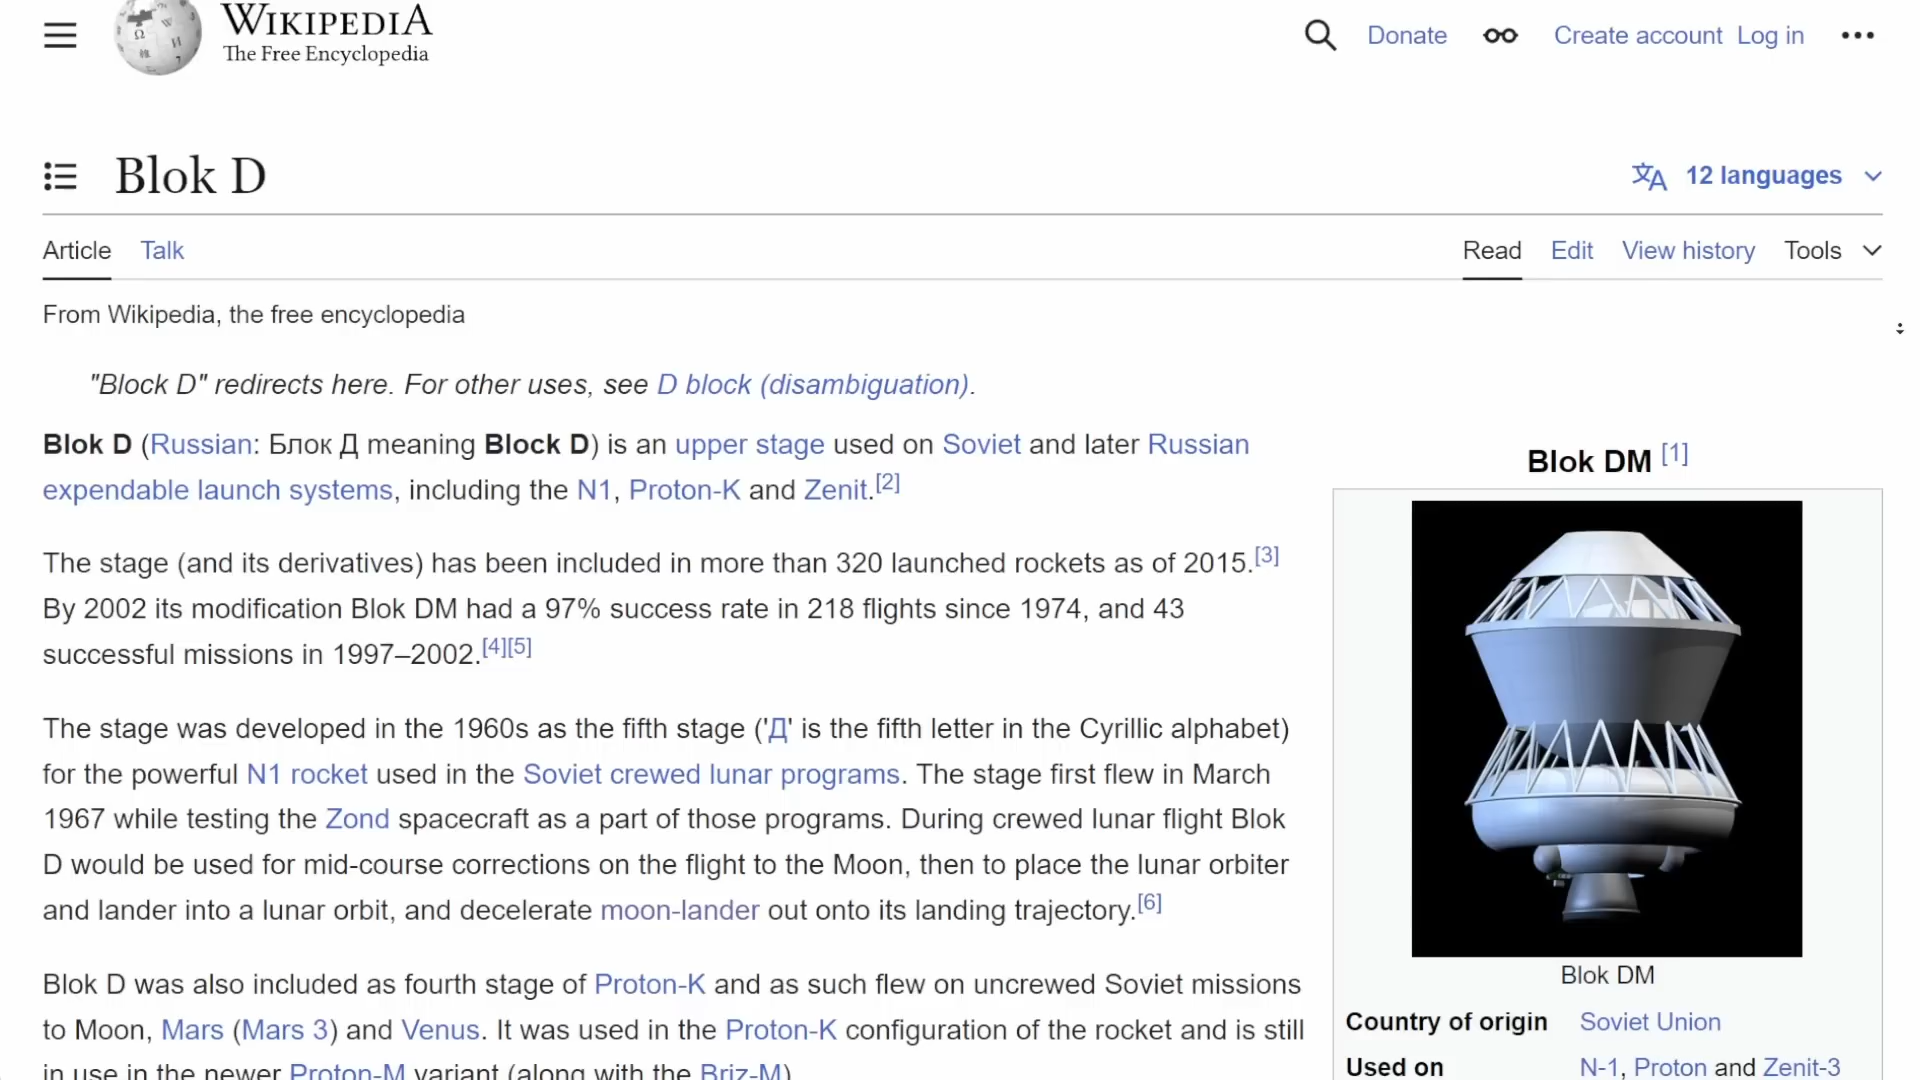 WIKIPEDIA
The Free Encyclopedia
Donate
Create account
Log in
Blok D
12 languages
Article
Talk
Read
Edit
View history
Tools
From Wikipedia, the free encyclopedia
"Block D" redirects here. For other uses, see D block (disambiguation).
Blok D (Russian: Блок Д meaning Block D) is an upper stage used on Soviet and later Russian
expendable launch systems, including the N1, Proton-K and Zenit.[2]
The stage (and its derivatives) has been included in more than 320 launched rockets as of 2015.[3]
By 2002 its modification Blok DM had a 97% success rate in 218 flights since 1974, and 43
successful missions in 1997–2002.[4][5]
The stage was developed in the 1960s as the fifth stage ('Д' is the fifth letter in the Cyrillic alphabet)
for the powerful N1 rocket used in the Soviet crewed lunar programs. The stage first flew in March
1967 while testing the Zond spacecraft as a part of those programs. During crewed lunar flight Blok
D would be used for mid-course corrections on the flight to the Moon, then to place the lunar orbiter
and lander into a lunar orbit, and decelerate moon-lander out onto its landing trajectory.[6]
Blok D was also included as fourth stage of Proton-K and as such flew on uncrewed Soviet missions
to Moon, Mars (Mars 3) and Venus. It was used in the Proton-K configuration of the rocket and is still
in use in the newer Proton-M variant (along with the Briz-M)
Blok DM [1]
Blok DM
Country of origin Soviet Union
Used on N-1, Proton and Zenit-3